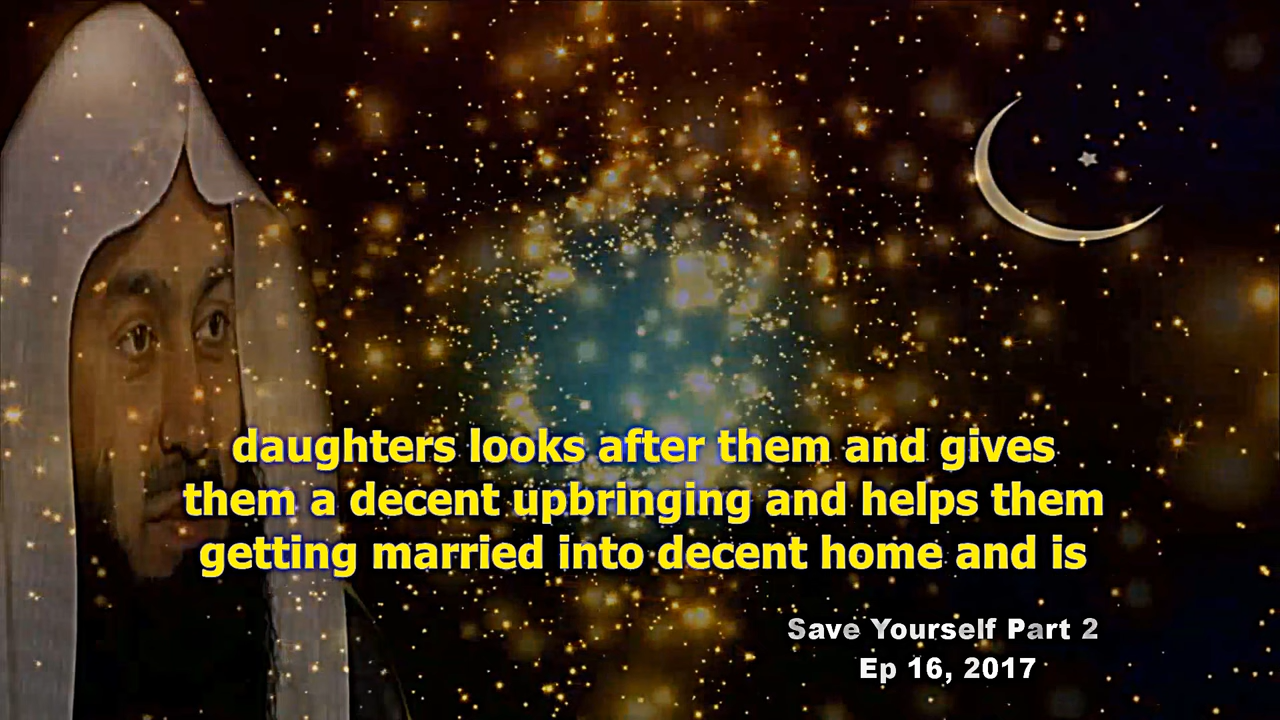 daughters looks after them and gives
them a decent upbringing and helps them
getting married into decent home and is
Save Yourself Part 2
Ep 16, 2017